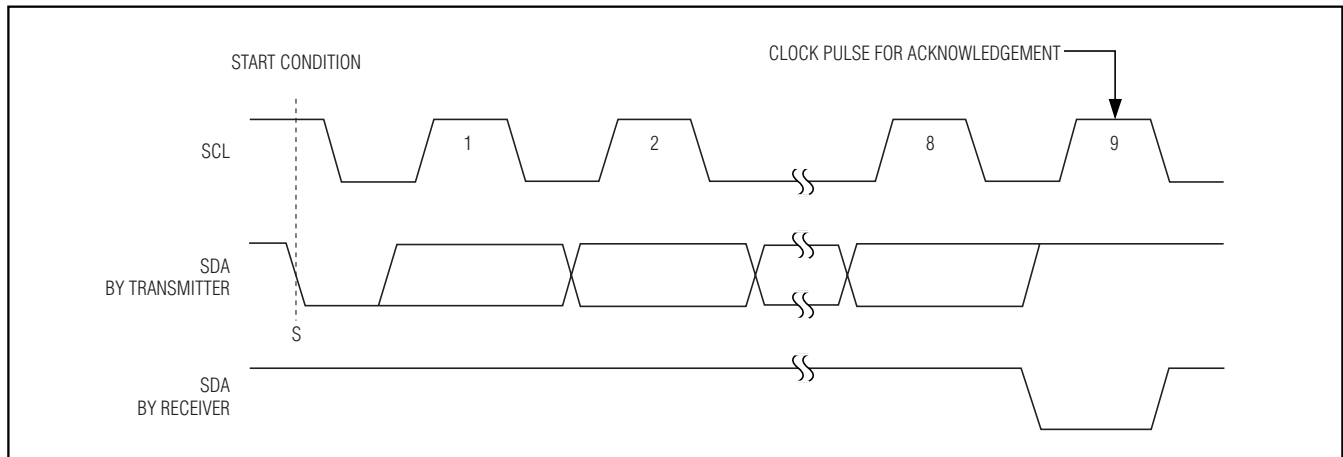 START CONDITION
CLOCK PULSE FOR ACKNOWLEDGEMENT
SCL
1
2
8
9
SDA
BY TRANSMITTER
S
SDA
BY RECEIVER